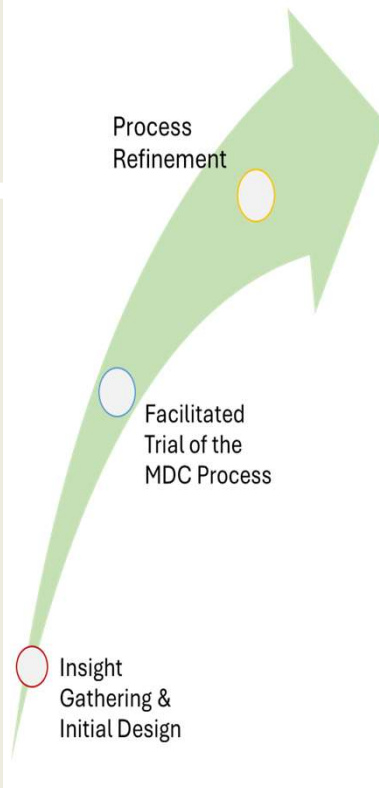 Process
Refinement
Facilitated
Trial of the
MDC Process
Insight
Gathering &
Initial Design